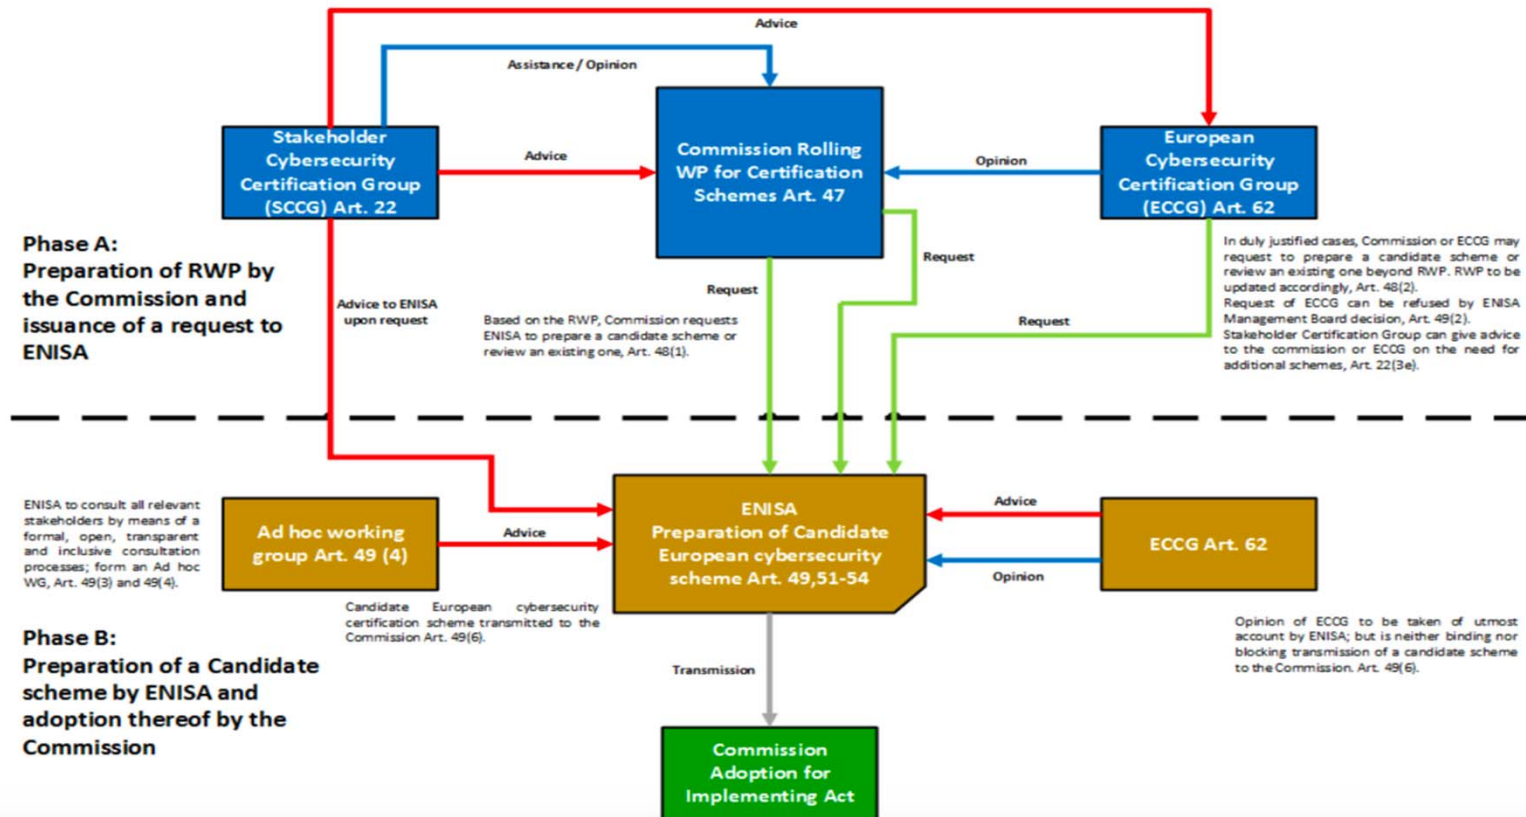 Advice
Assistance / Opinion
Stakeholder
Cybersecurity
Certification Group
(SCCG) Art. 22
Advice
Commission Rolling
WP for Certification
Schemes Art. 47
Opinion
European
Cybersecurity
Certification Group
(ECCG) Art. 62
Phase A:
Preparation of RWP by
the Commission and
issuance of a request to
ENISA
Advice to ENISA
upon request
Based on the RWP, Commission requests
ENISA to prepare a candidate scheme or
review an existing one, Art. 48(1).
Request
Request
Request
In duly justified cases, Commission or ECCG may
request to prepare a candidate scheme or
review an existing one beyond RWP. RWP to be
updated accordingly, Art. 48(2).
Request of ECCG can be refused by ENISA
Management Board decision, Art. 49(2).
Stakeholder Certification Group can give advice
to the commission or ECCG on the need for
additional schemes, Art. 22(3e).
ENISA to consult all relevant
stakeholders by means of a
formal, open, transparent
and inclusive consultation
processes; form an Ad hoc
WG, Art. 49(3) and 49(4).
Ad hoc working
group Art. 49 (4)
Advice
ENISA
Preparation of Candidate
European cybersecurity
scheme Art. 49,51-54
Advice
Opinion
ECCG Art. 62
Candidate European cybersecurity
certification scheme transmitted to the
Commission Art. 49(6).
Opinion of ECCG to be taken of utmost
account by ENISA; but is neither binding nor
blocking transmission of a candidate scheme
to the Commission. Art. 49(6).
Phase B:
Preparation of a Candidate
scheme by ENISA and
adoption thereof by the
Commission
Transmission
Commission
Adoption for
Implementing Act